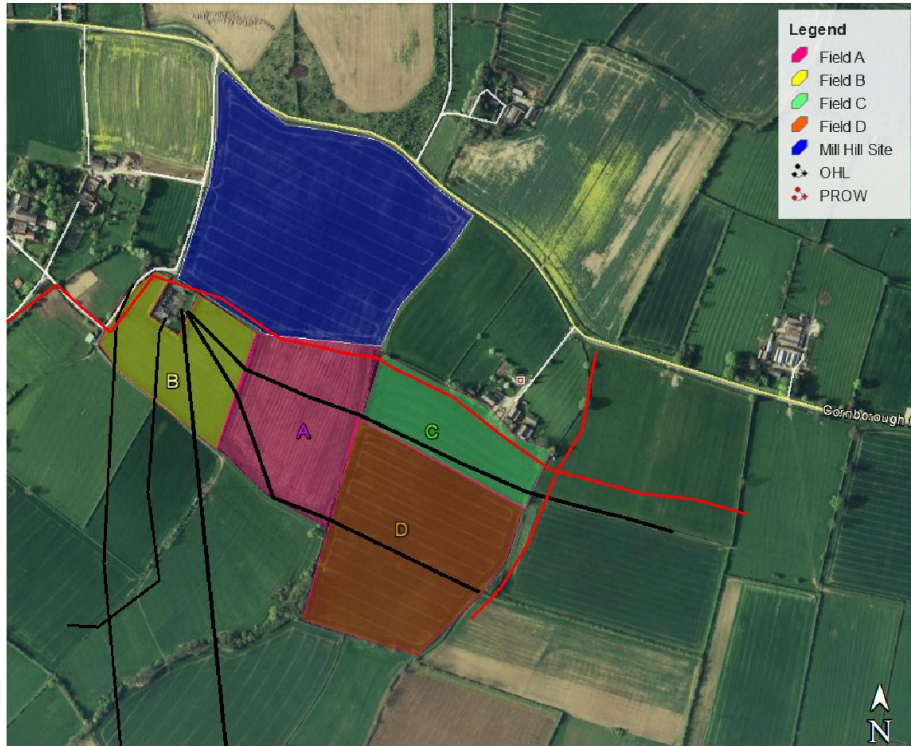 Legend
Field A
Field B
Field C
Field D
Mill Hill Site
OHL
PROW
B
A
C
D
N